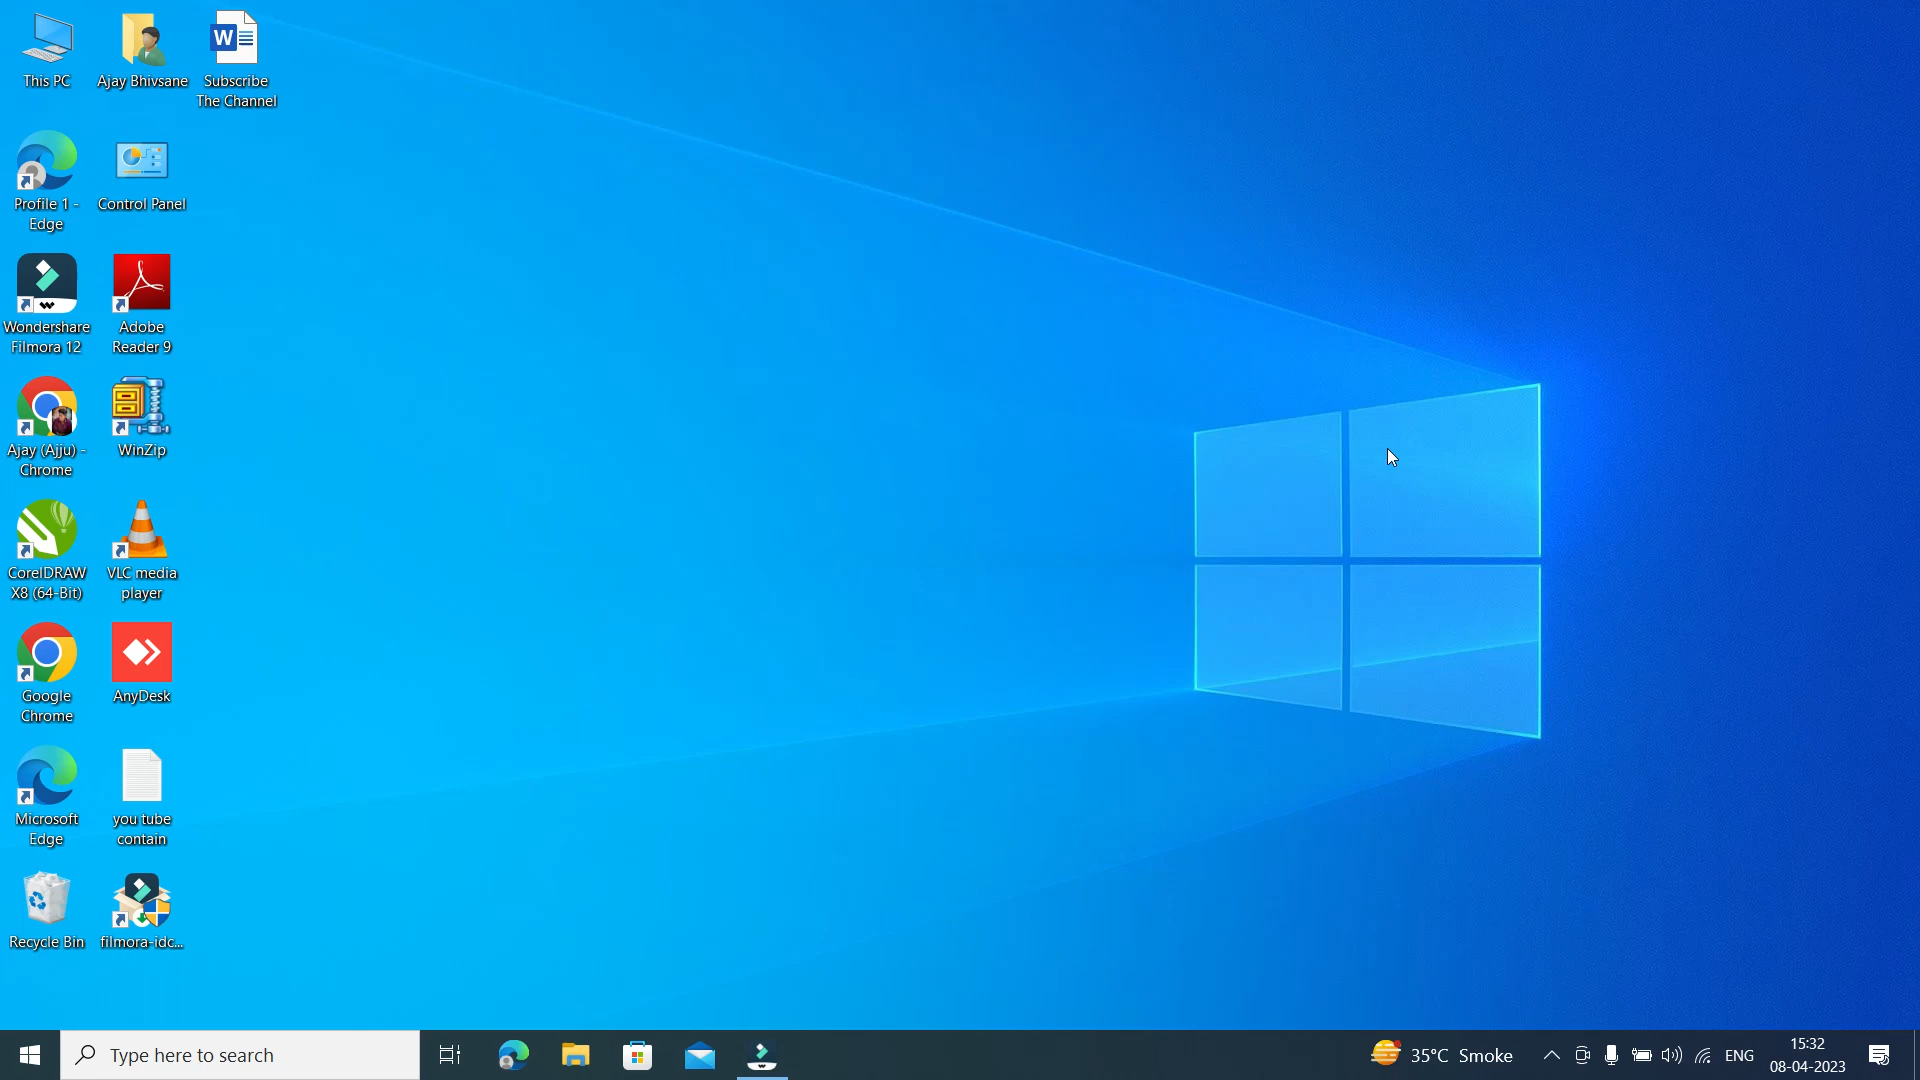 This PC
Ajay Bhivsane
W
Subscribe
The Channel
Profile 1 -
Edge
Control Panel
Wondershare
Filmora 12
Adobe
Reader 9
Ajay (Ajju) -
Chrome
WinZip
CorelDRAW
X8 (64-Bit)
VLC media
player
Google
Chrome
AnyDesk
Microsoft
Edge
you tube
contain
Recycle Bin
filmora-idc...
Type here to search
35°C Smoke
ENG
15:32
08-04-2023